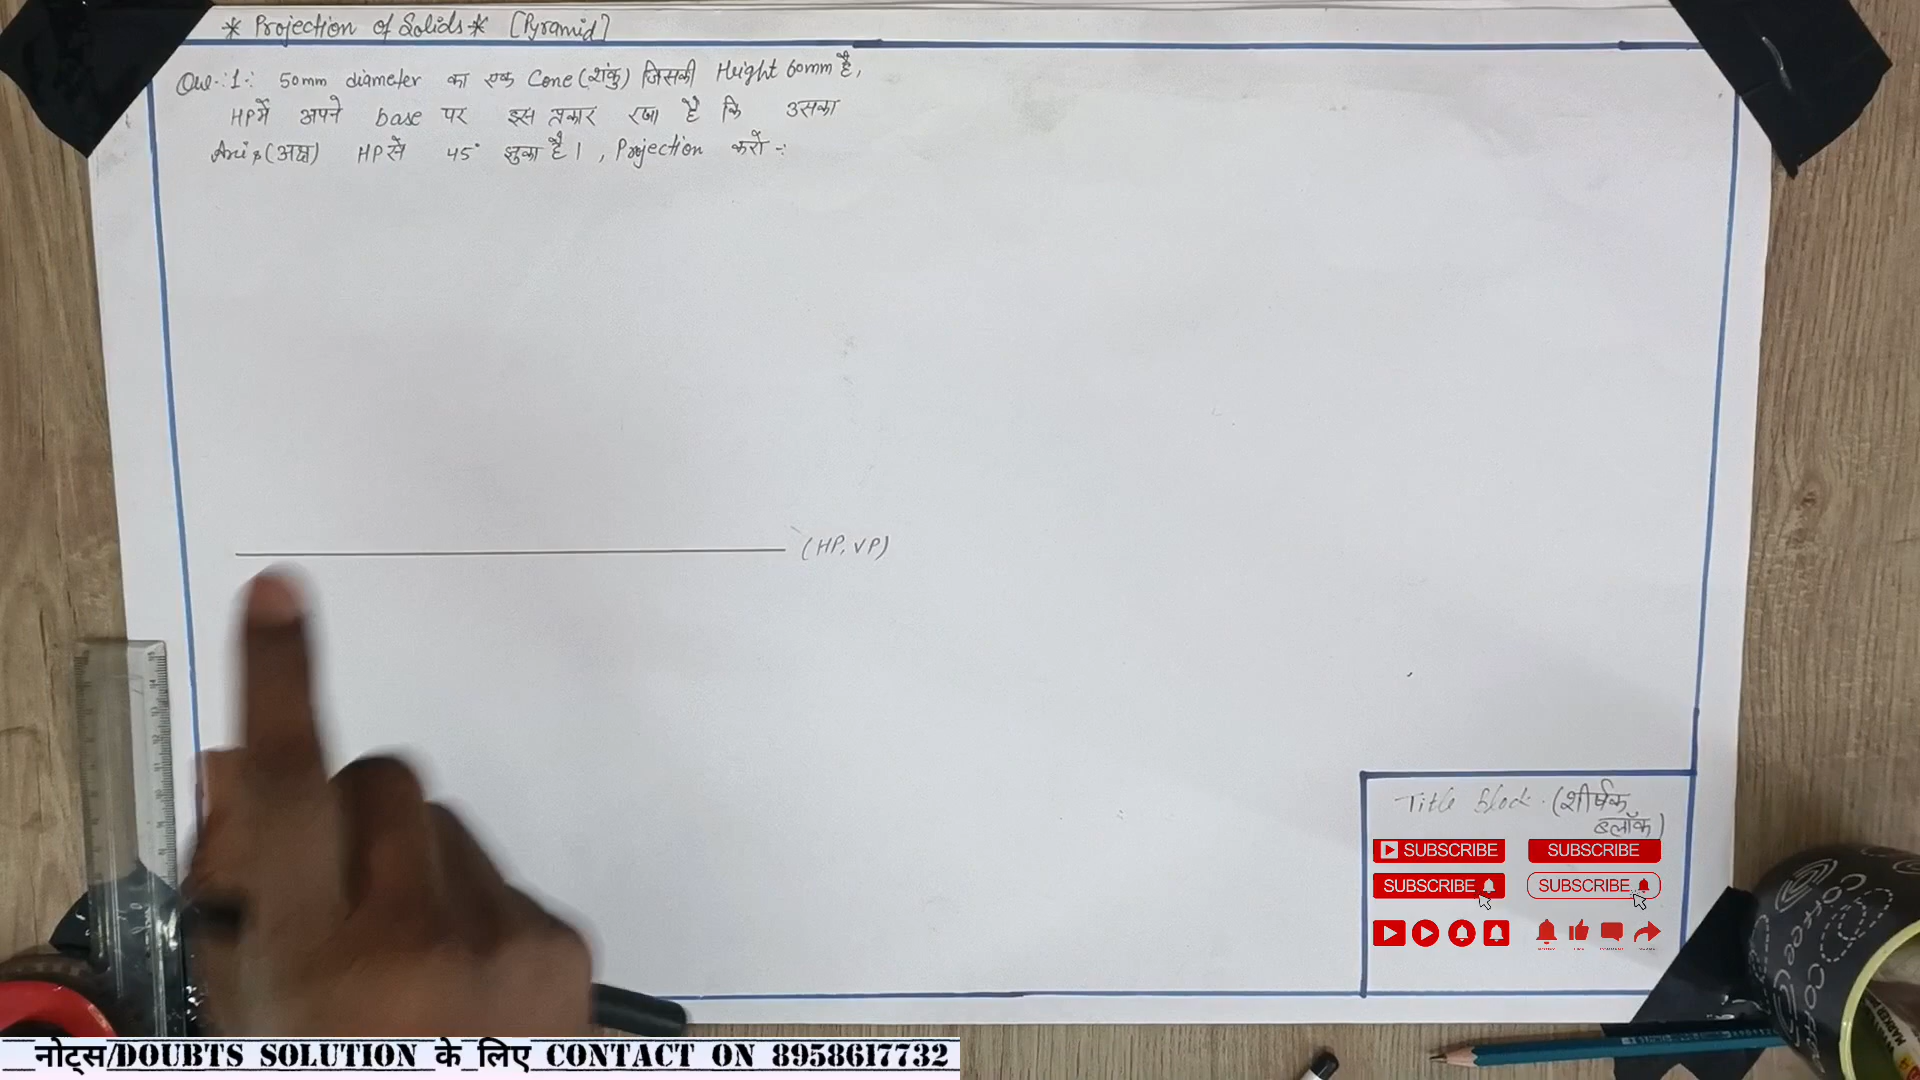 * Projection of Solids * [Pyramid]
Que.:1: 50mm diameter का एक Cone (शंकु) जिसकी Height 60mm है,
HPमें अपने base पर इस प्रकार रखा है कि उसका
Axis(अक्ष) HPसे 45° झुका है। , Projection करो -:
(HP, VP)
Title Block. (शीर्षक
ब्लॉक)
SUBSCRIBE SUBSCRIBE
SUBSCRIBE SUBSCRIBE
नोट्स/DOUBTS SOLUTION के लिए CONTACT ON 8958617732